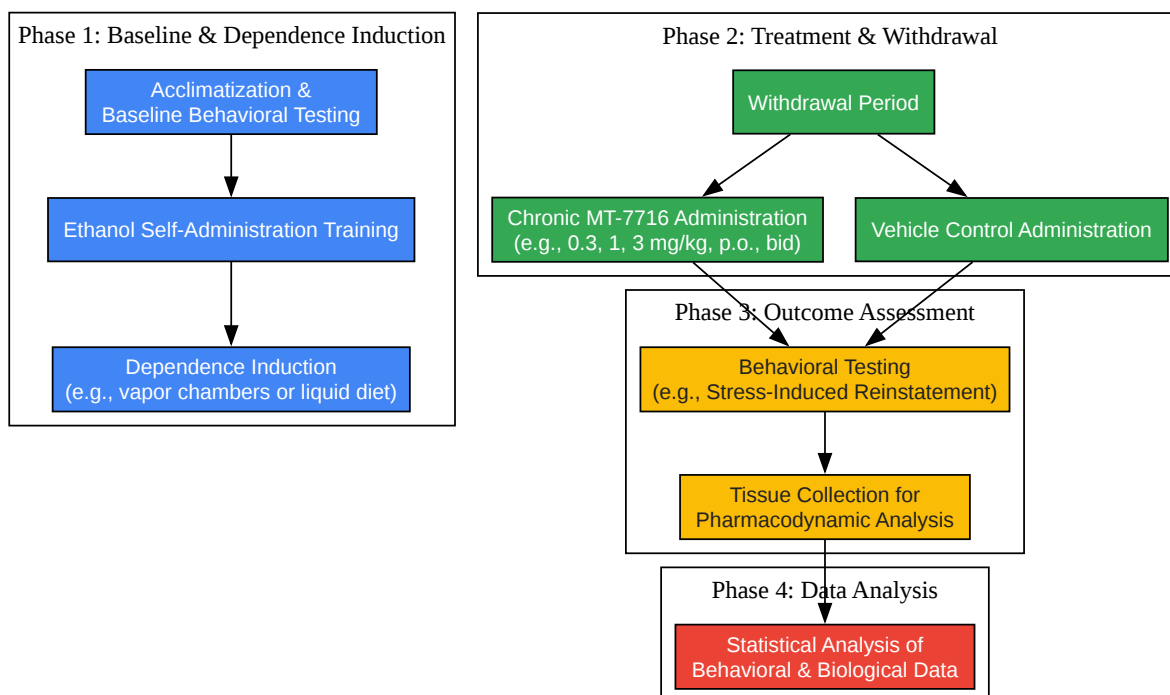 Phase 1: Baseline & Dependence Induction
Acclimatization &
Baseline Behavioral Testing
Ethanol Self-Administration Training
Dependence Induction
(e.g., vapor chambers or liquid diet)
Phase 2: Treatment & Withdrawal
Withdrawal Period
Chronic MT-7716 Administration
(e.g., 0.3, 1, 3 mg/kg, p.o., bid)
Vehicle Control Administration
Phase 3: Outcome Assessment
Behavioral Testing
(e.g., Stress-Induced Reinstatement)
Tissue Collection for
Pharmacodynamic Analysis
Phase 4: Data Analysis
Statistical Analysis of
Behavioral & Biological Data